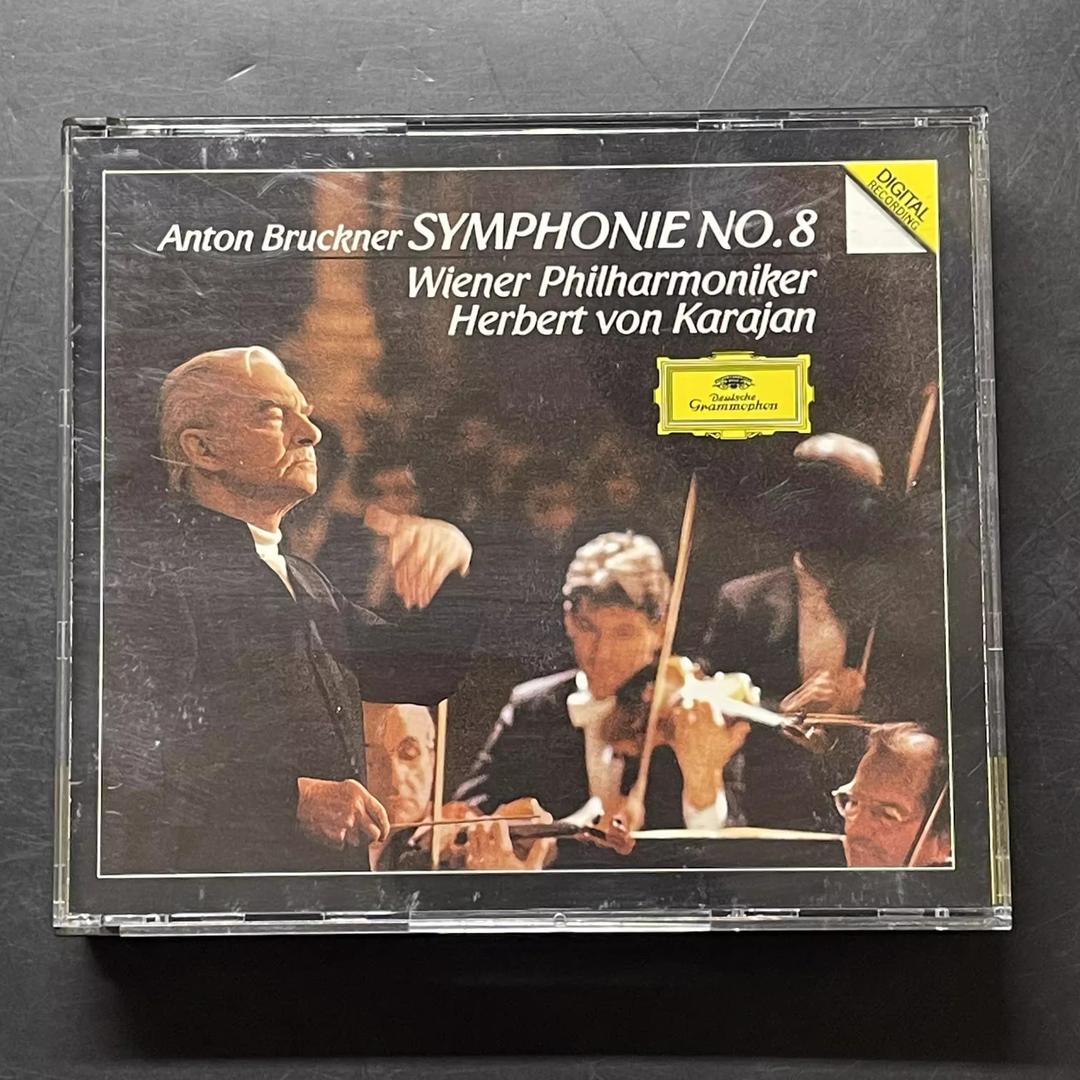 DIGITAL
RECORDING
Anton Bruckner SYMPHONIE NO.8
Wiener Philharmoniker
Herbert von Karajan
Deutsche
Grammophon